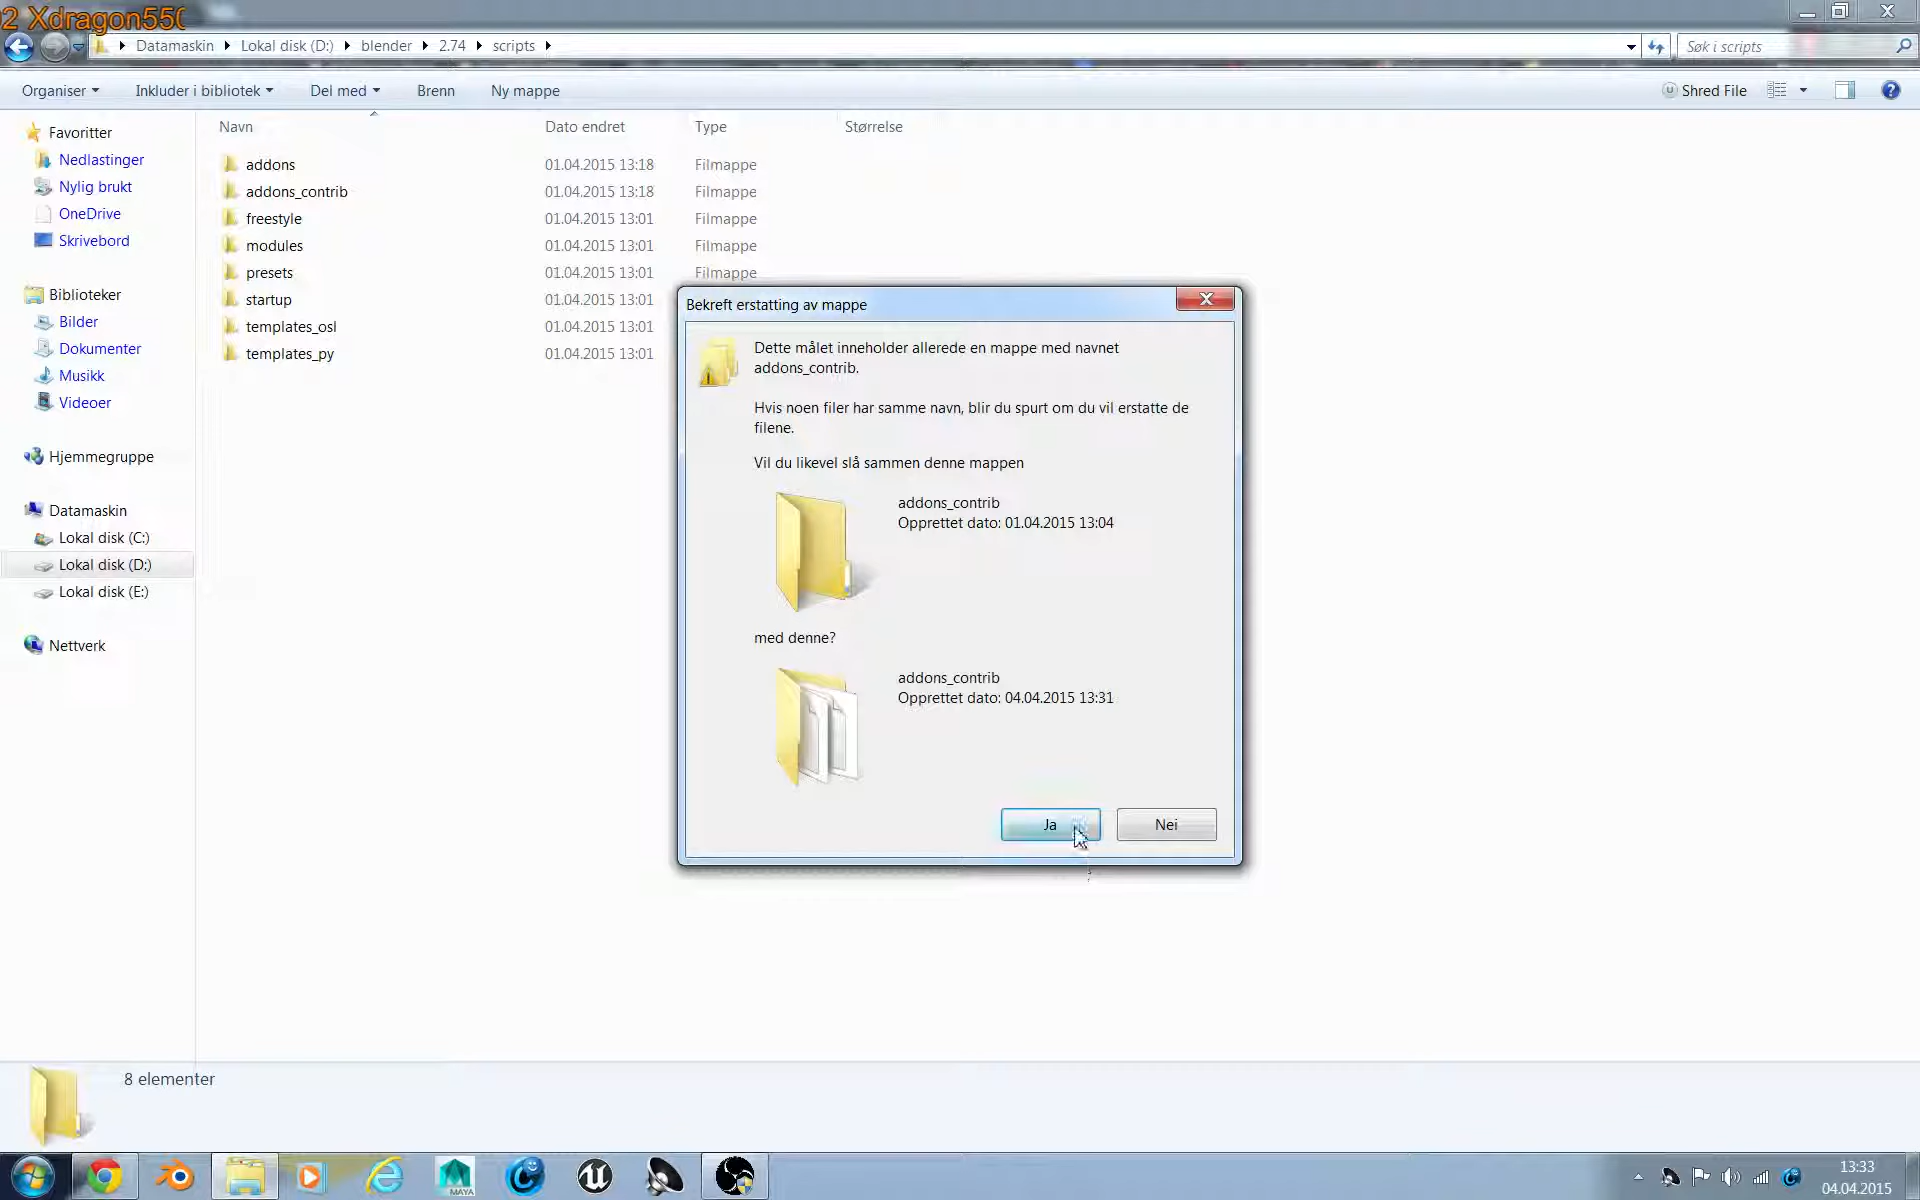 2 Xdragon550
Datamaskin
Lokal disk (D:)
blender
2.74
scripts
Søk i scripts
Organiser
Inkluder i bibliotek
Del med
Brenn
Ny mappe
Shred File
Navn
Dato endret
Type
Størrelse
addons 01.04.2015 13:18 Filmappe
addons_contrib 01.04.2015 13:18 Filmappe
freestyle 01.04.2015 13:01 Filmappe
modules 01.04.2015 13:01 Filmappe
presets 01.04.2015 13:01 Filmappe
startup 01.04.2015 13:01
templates_osl 01.04.2015 13:01
templates_py 01.04.2015 13:01
Favoritter
Nedlastinger
Nylig brukt
OneDrive
Skrivebord
Biblioteker
Bilder
Dokumenter
Musikk
Videoer
Hjemmegruppe
Datamaskin
Lokal disk (C:)
Lokal disk (D:)
Lokal disk (E:)
Nettverk
Bekreft erstatting av mappe
Dette målet inneholder allerede en mappe med navnet
addons_contrib.
Hvis noen filer har samme navn, blir du spurt om du vil erstatte de
filene.
Vil du likevel slå sammen denne mappen
addons_contrib
Opprettet dato: 01.04.2015 13:04
med denne?
addons_contrib
Opprettet dato: 04.04.2015 13:31
Ja
Nei
8 elementer
MAYA
13:33
04.04.2015